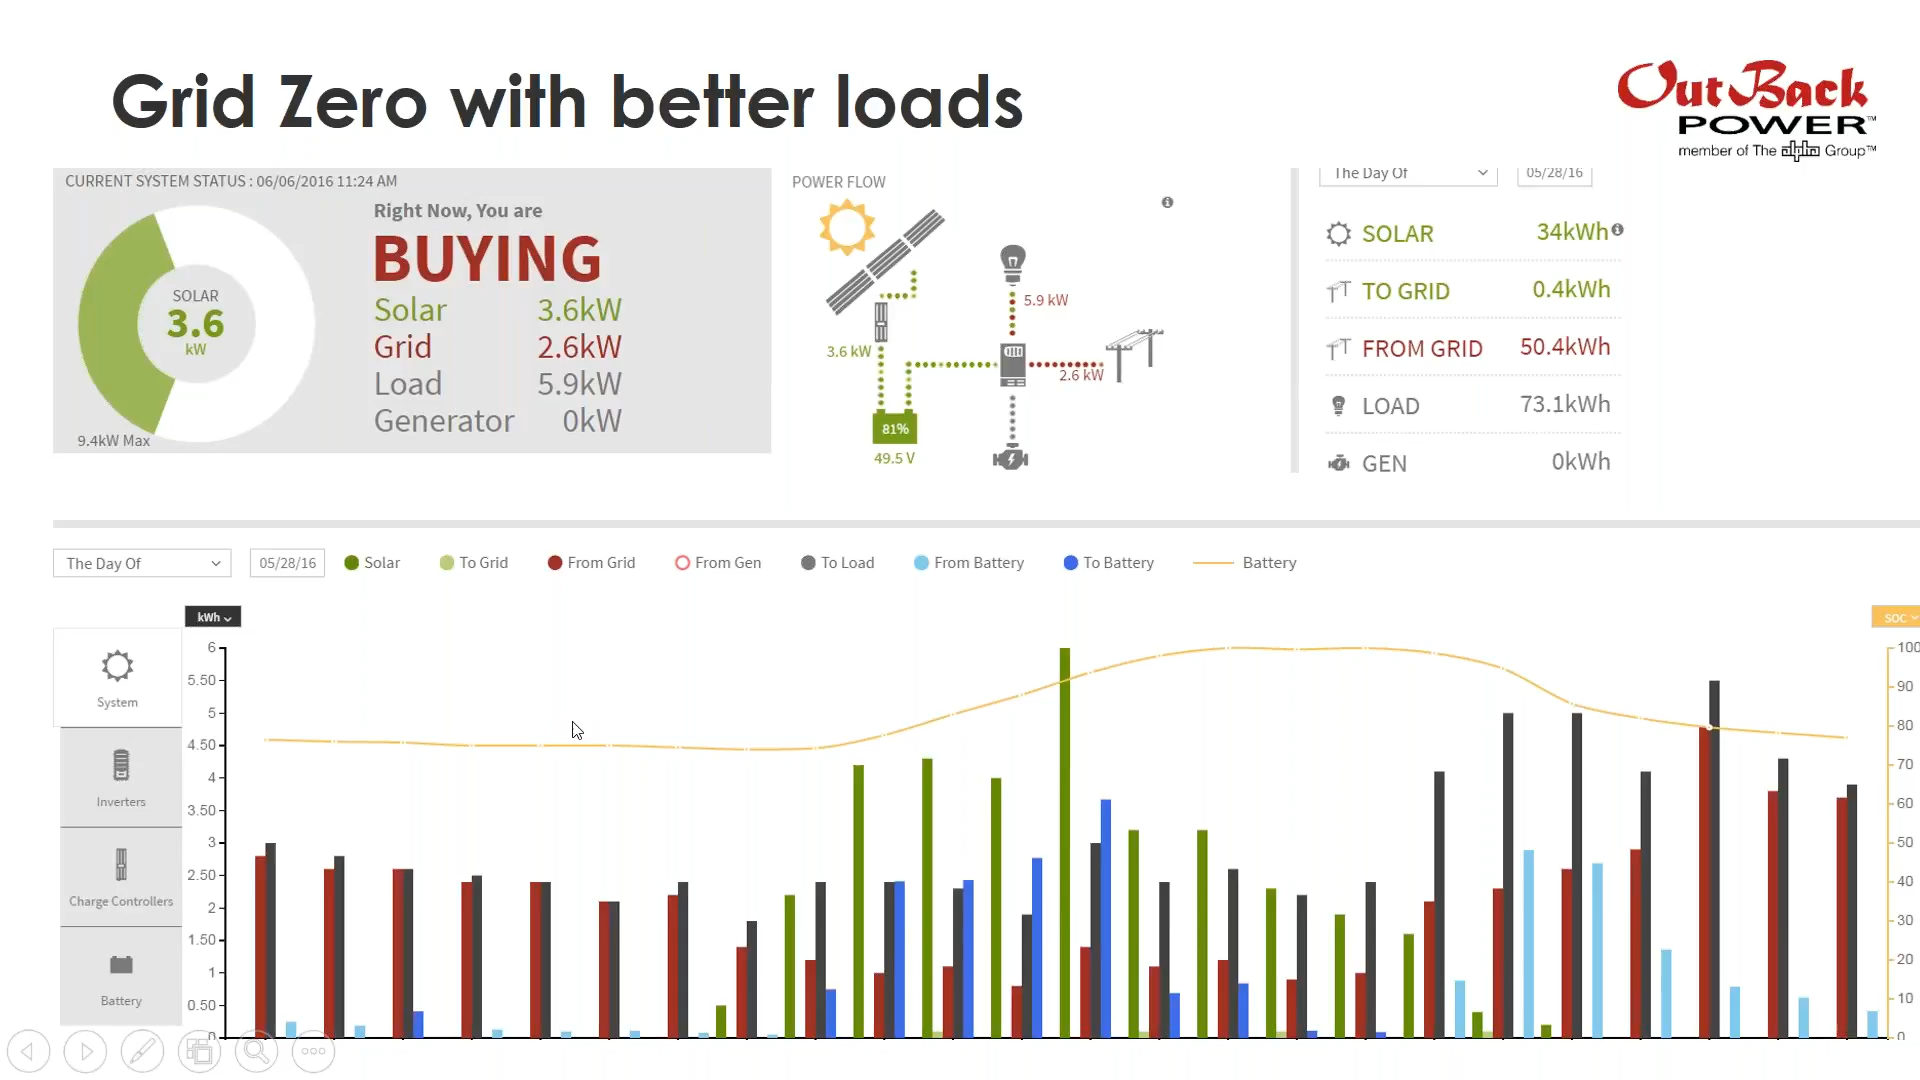 Grid Zero with better loads
OutBack
POWER™
member of The alpha Group™
CURRENT SYSTEM STATUS : 06/06/2016 11:24 AM
SOLAR
3.6
kW
9.4kW Max
Right Now, You are
BUYING
Solar 3.6kW
Grid 2.6kW
Load 5.9kW
Generator 0kW
POWER FLOW
5.9 kW
3.6 kW
2.6 kW
81%
49.5 V
The Day Of 05/28/16
SOLAR 34kWh
TO GRID 0.4kWh
FROM GRID 50.4kWh
LOAD 73.1kWh
GEN 0kWh
The Day Of 05/28/16 Solar To Grid From Grid From Gen To Load From Battery To Battery Battery
kWh
SOC
System
Inverters
Charge Controllers
Battery
6
5.50
5
4.50
4
3.50
3
2.50
2
1.50
1
0.50
0
100
90
80
70
60
50
40
30
20
10
0